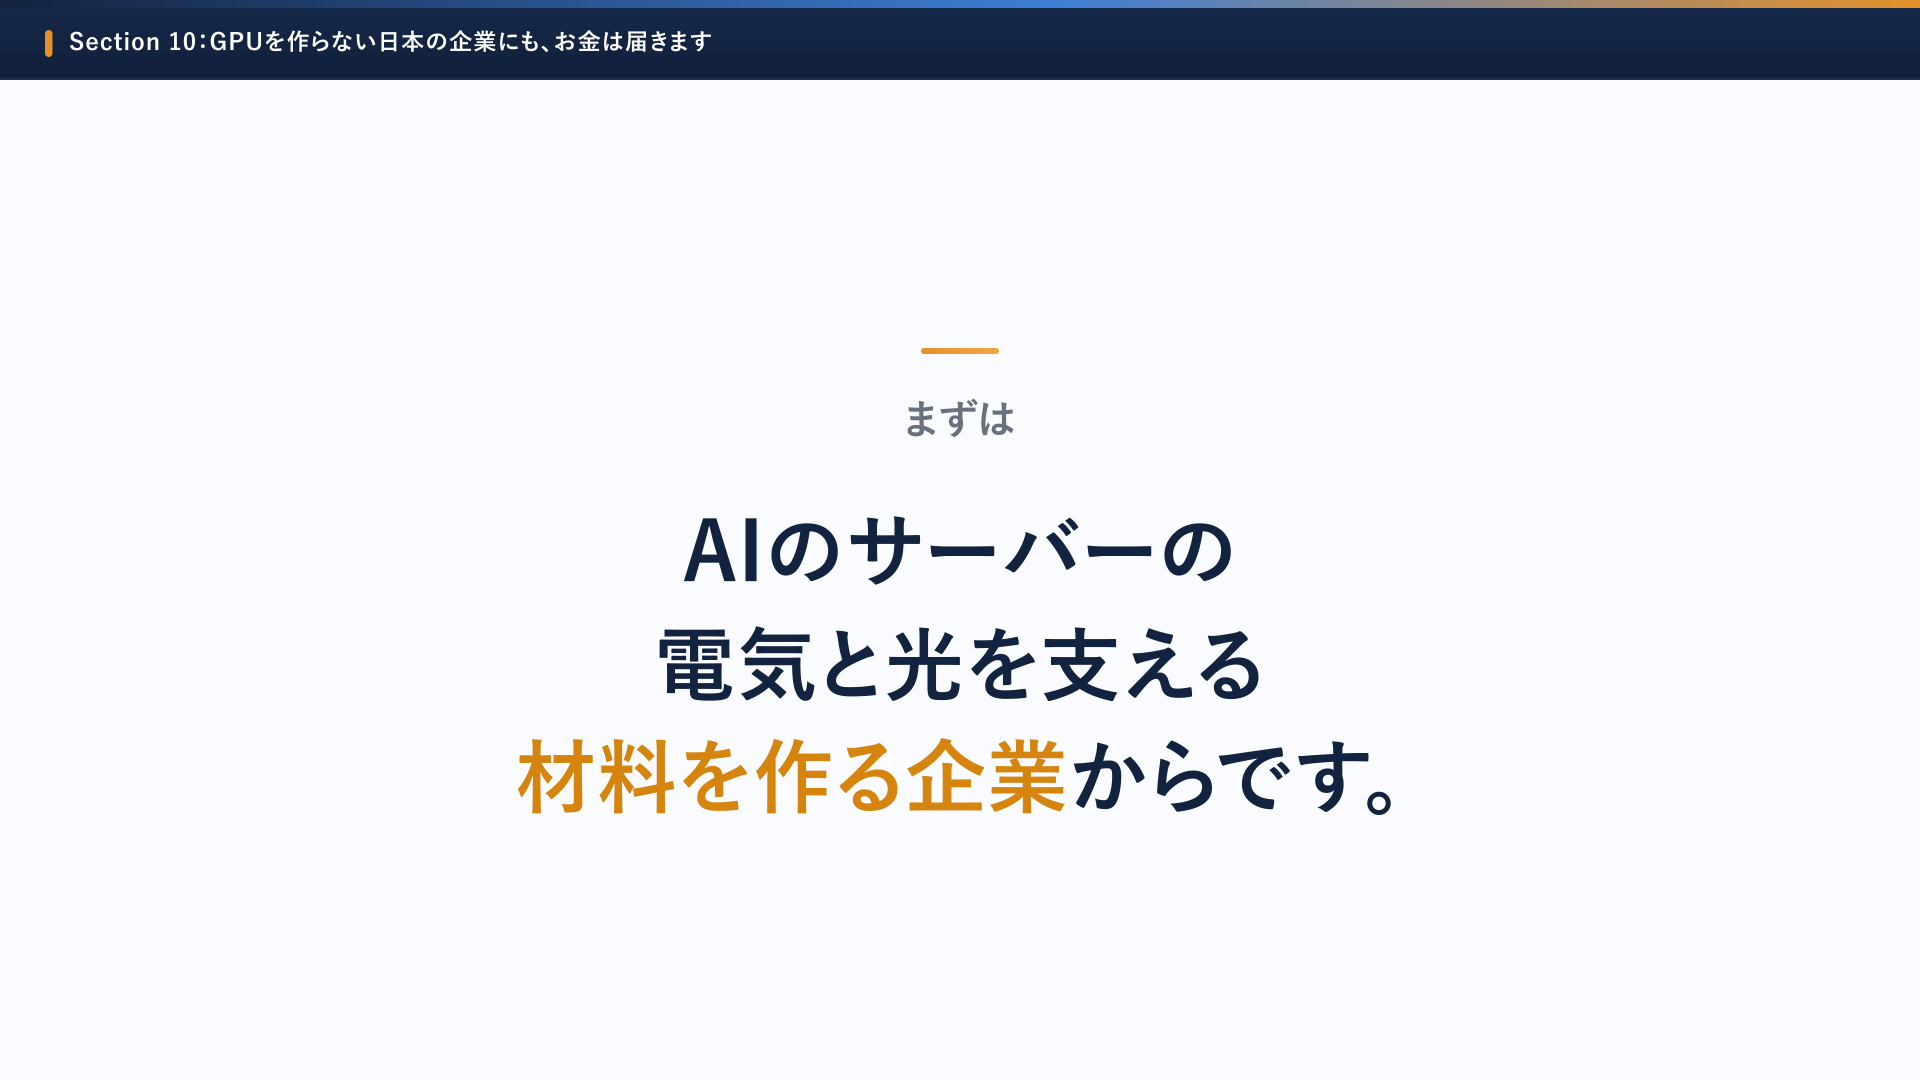 Section 10：GPUを作らない日本の企業にも、お金は届きます
まずは
AIのサーバーの
電気と光を支える
材料を作る企業からです。